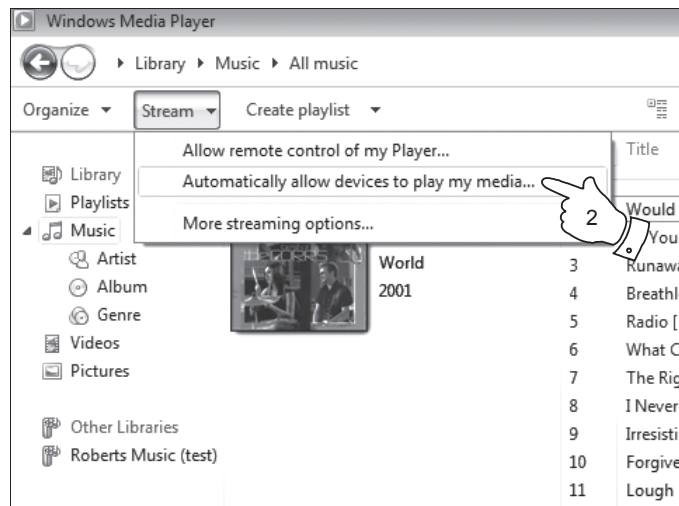 Windows Media Player
Library Music All music
Organize Stream Create playlist
Allow remote control of my Player...
Automatically allow devices to play my media...
More streaming options...
2
Title
Library
Playlists
Music
Artist
Album
Genre
Videos
Pictures
Other Libraries
Roberts Music (test)
World
2001
Would
You
3 Runawa
4 Breathl
5 Radio [
6 What C
7 The Rig
8 I Never
9 Irresisti
10 Forgive
11 Lough